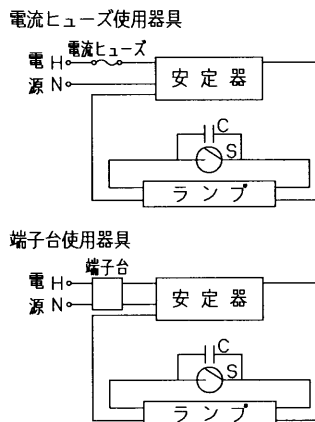 電流ヒューズ使用器具
電流ヒューズ
電 H
源 N
安定器
C
S
ランプ
端子台使用器具
端子台
電 H
源 N
安定器
C
S
ランプ